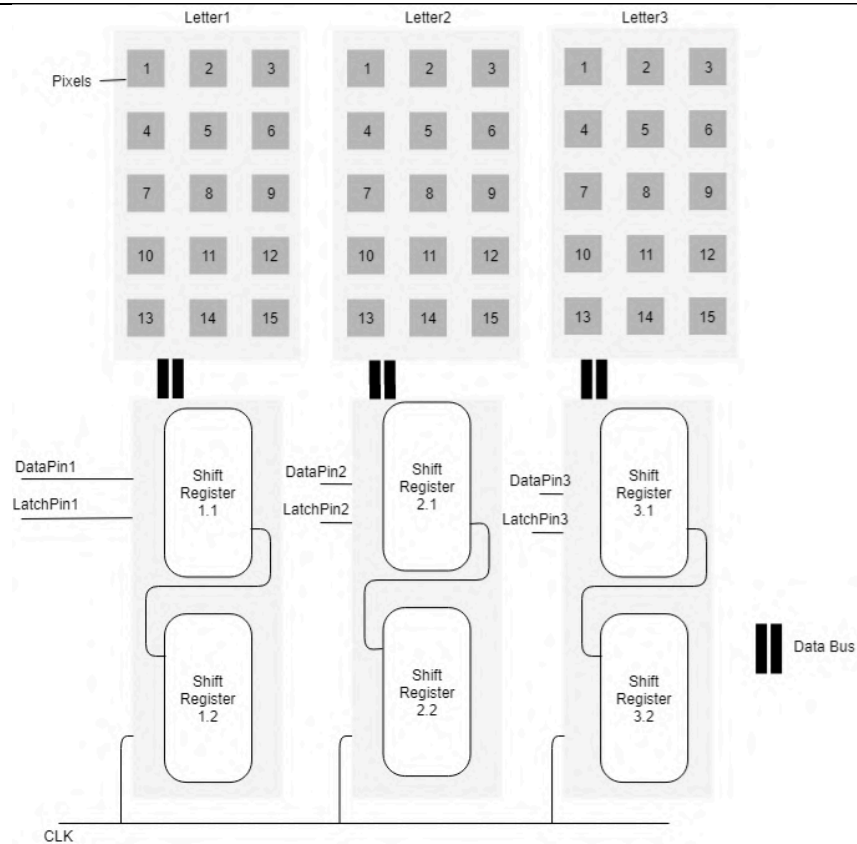 Letter1 Letter2 Letter3
Pixels
1 2 3 1 2 3 1 2 3
4 5 6 4 5 6 4 5 6
7 8 9 7 8 9 7 8 9
10 11 12 10 11 12 10 11 12
13 14 15 13 14 15 13 14 15
DataPin1
LatchPin1
Shift
Register
1.1
DataPin2
LatchPin2
Shift
Register
2.1
DataPin3
LatchPin3
Shift
Register
3.1
Shift
Register
1.2
Shift
Register
2.2
Shift
Register
3.2
Data Bus
CLK